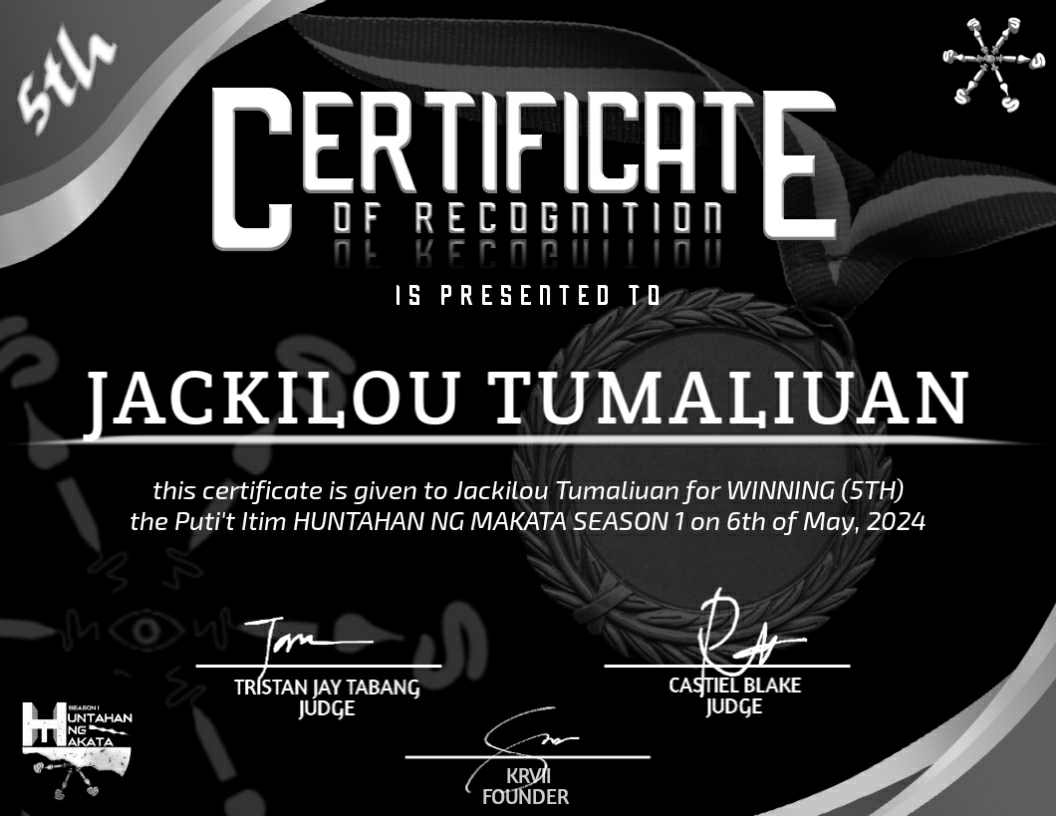 5th
CERTIFICATE
OF RECOGNITION
IS PRESENTED TO
JACKILOU TUMALIUAN
this certificate is given to Jackilou Tumaliuan for WINNING (5TH)
the Puti't Itim HUNTAHAN NG MAKATA SEASON 1 on 6th of May, 2024
TRISTAN JAY TABANG
JUDGE
CASTIEL BLAKE
JUDGE
KRVII
FOUNDER
SEASON 1
HUNTAHAN
NG
MAKATA